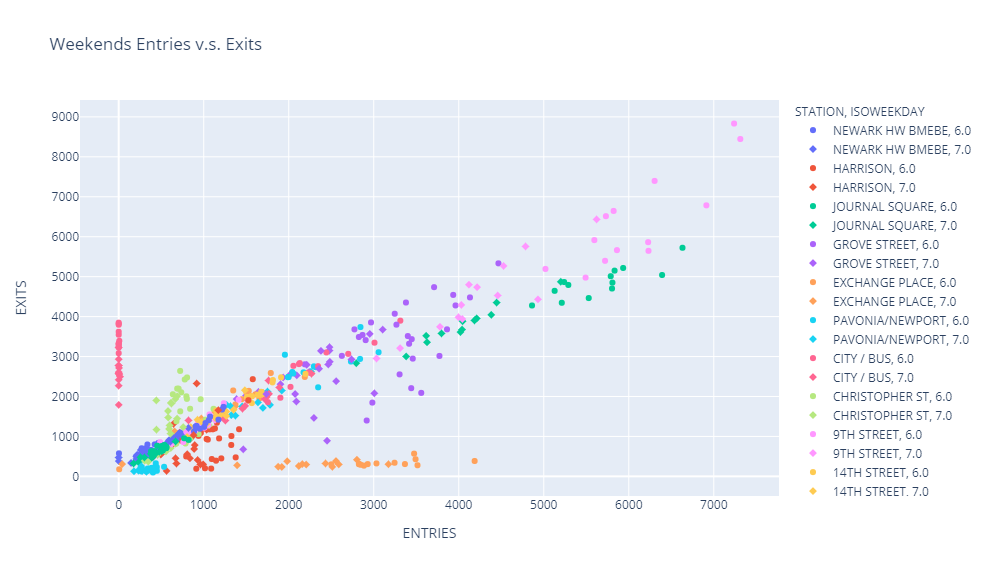 Weekends Entries v.s. Exits
9000
8000
7000
6000
5000
4000
3000
2000
1000
0
EXITS
0 1000 2000 3000 4000 5000 6000 7000
ENTRIES
STATION, ISOWEEKDAY
NEWARK HW BMEBE, 6.0
NEWARK HW BMEBE, 7.0
HARRISON, 6.0
HARRISON, 7.0
JOURNAL SQUARE, 6.0
JOURNAL SQUARE, 7.0
GROVE STREET, 6.0
GROVE STREET, 7.0
EXCHANGE PLACE, 6.0
EXCHANGE PLACE, 7.0
PAVONIA/NEWPORT, 6.0
PAVONIA/NEWPORT, 7.0
CITY / BUS, 6.0
CITY / BUS, 7.0
CHRISTOPHER ST, 6.0
CHRISTOPHER ST, 7.0
9TH STREET, 6.0
9TH STREET, 7.0
14TH STREET, 6.0
14TH STREET, 7.0